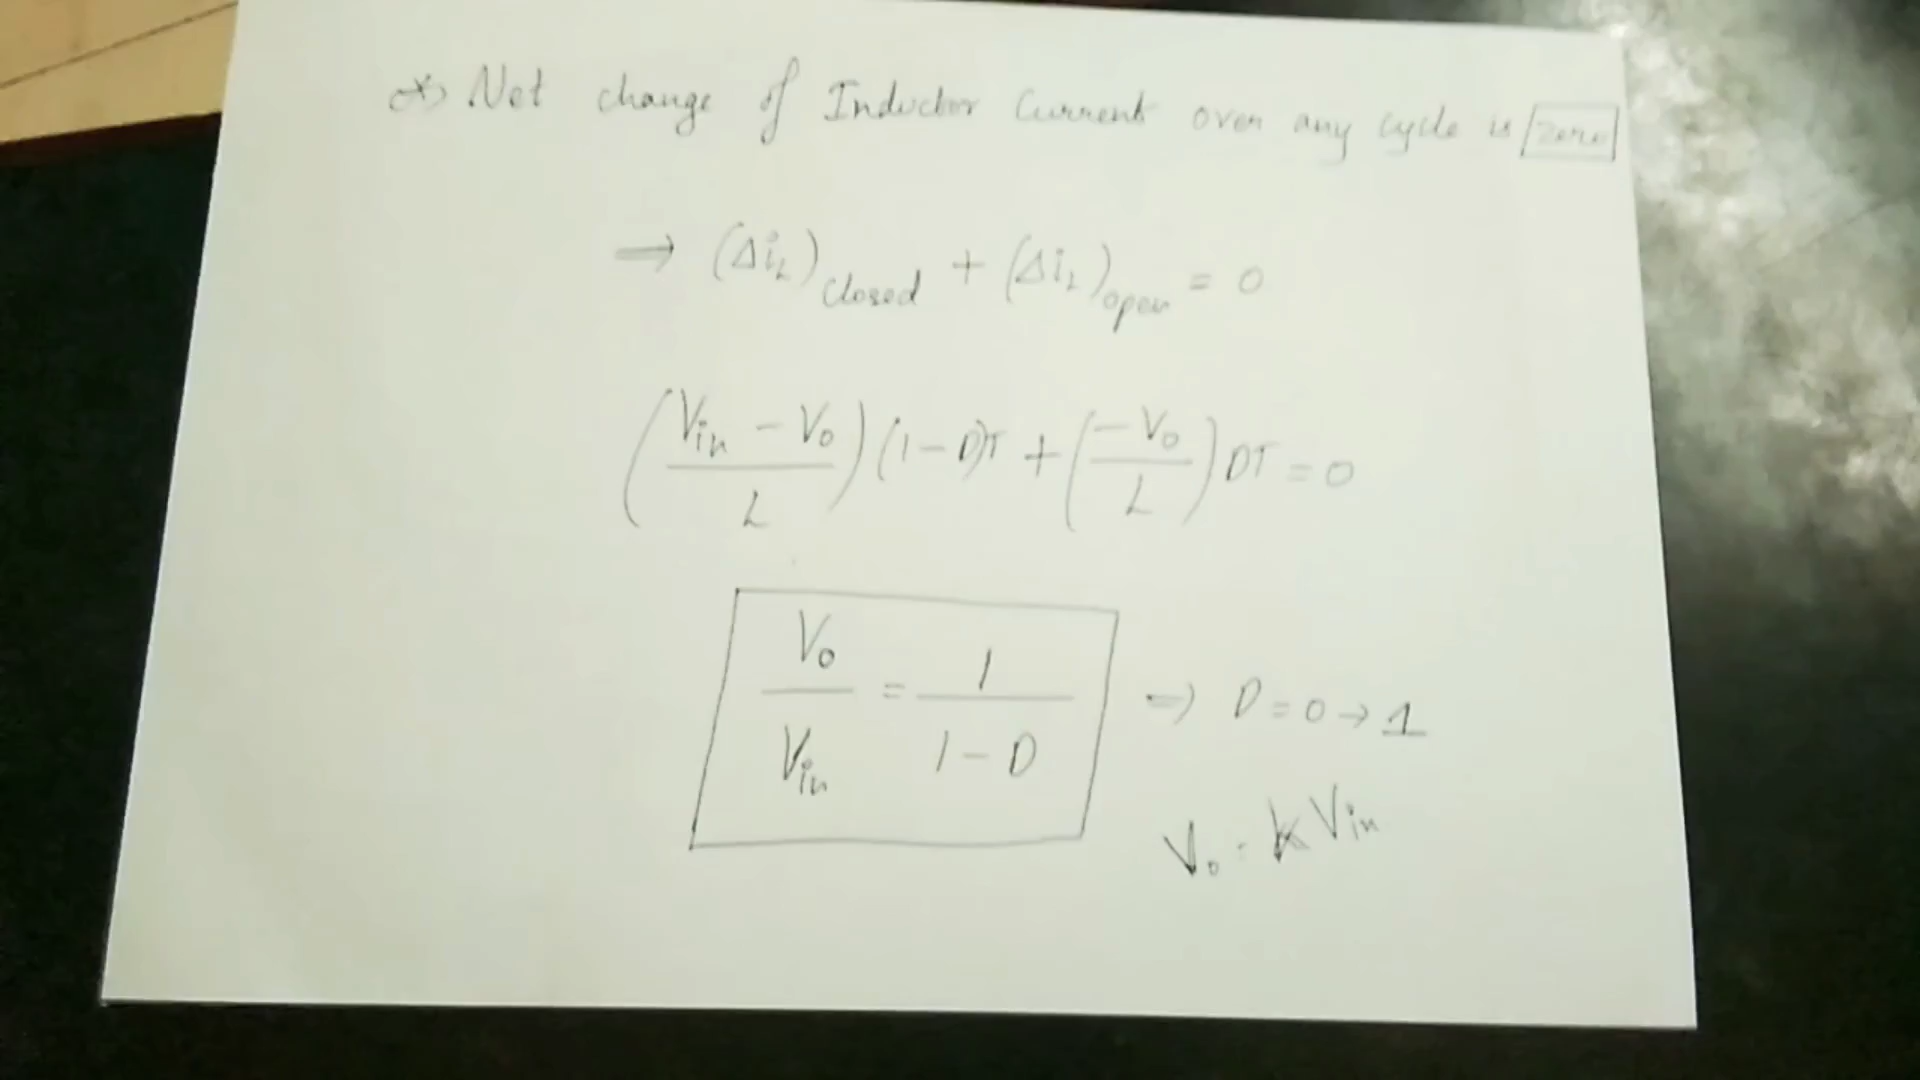 *) Net change of Inductor Current over any cycle is zero
⇒ (Δi_L)_closed + (Δi_L)_open = 0
((V_in - V_o)/L)(1-D)T + (-V_o/L)DT = 0
V_o/V_in = 1/(1-D) ⇒ D = 0 → 1
V_o = k V_in